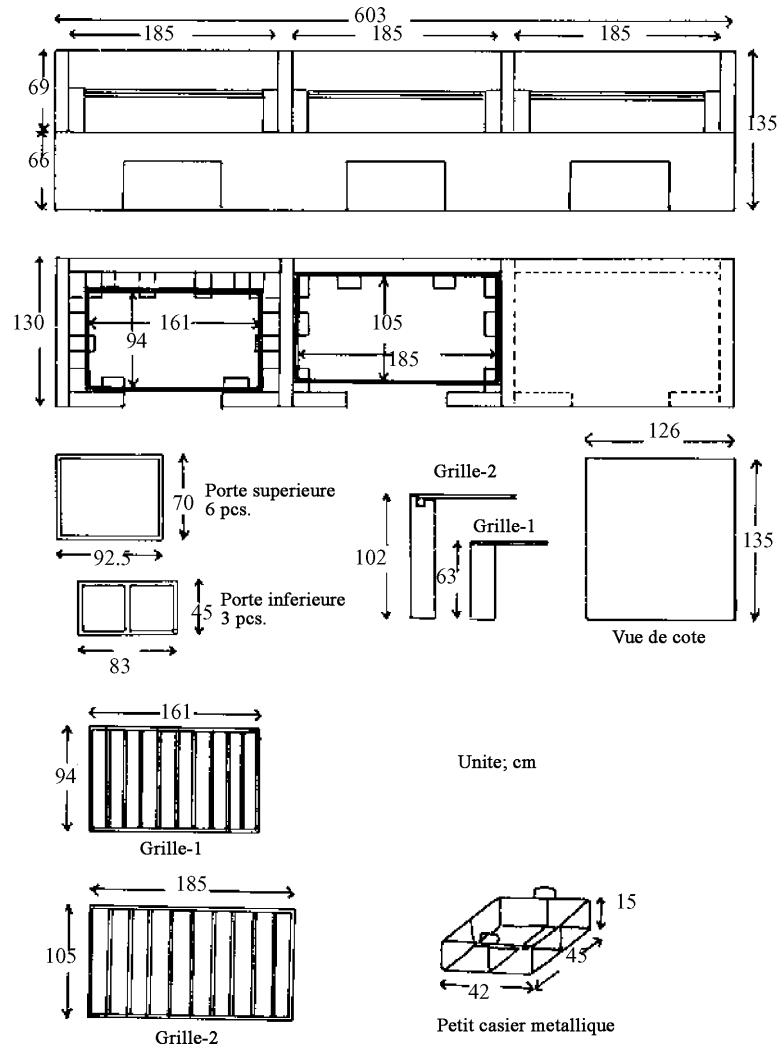 603
185
185
185
69
66
135
130
161
94
105
185
70
Porte superieure
6 pcs.
92.5
45
Porte inferieure
3 pcs.
83
Grille-2
Grille-1
102
63
126
135
Vue de cote
161
94
Grille-1
Unite; cm
185
105
Grille-2
15
45
42
Petit casier metallique